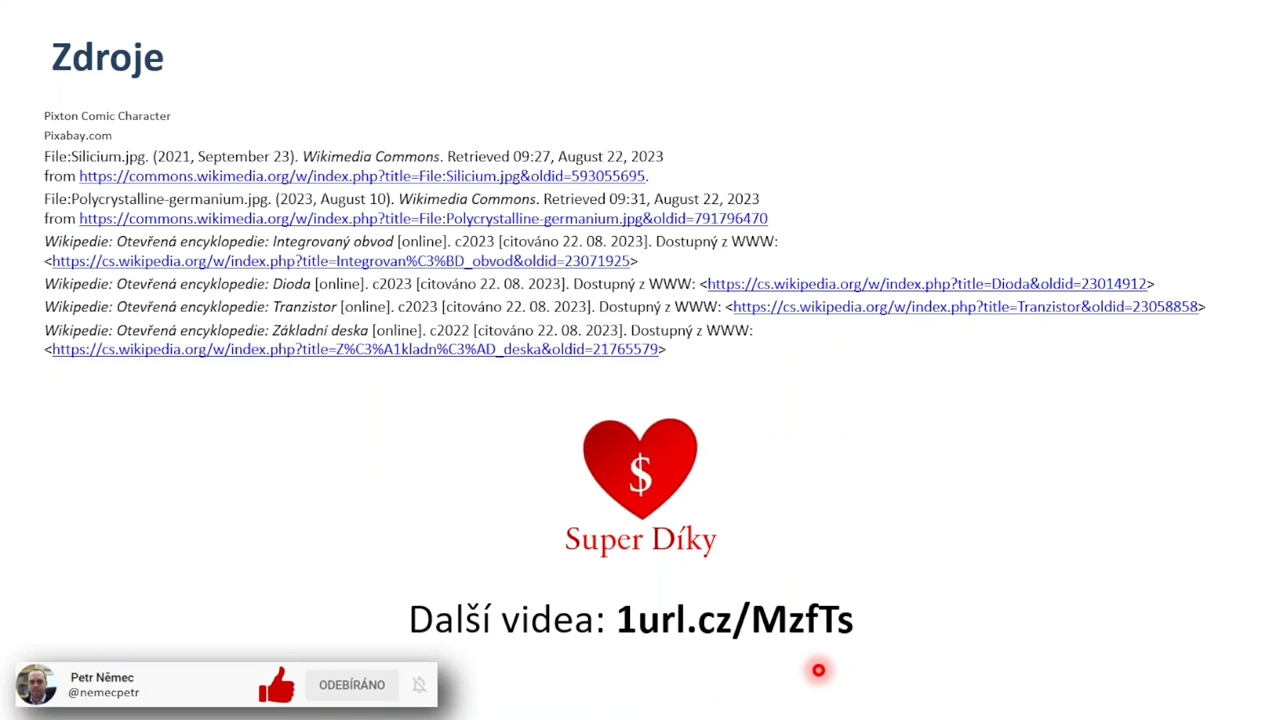 Zdroje
Pixton Comic Character
Pixabay.com
File:Silicium.jpg. (2021, September 23). Wikimedia Commons. Retrieved 09:27, August 22, 2023
from https://commons.wikimedia.org/w/index.php?title=File:Silicium.jpg&oldid=593055695.
File:Polycrystalline-germanium.jpg. (2023, August 10). Wikimedia Commons. Retrieved 09:31, August 22, 2023
from https://commons.wikimedia.org/w/index.php?title=File:Polycrystalline-germanium.jpg&oldid=791796470
Wikipedie: Otevřená encyklopedie: Integrovaný obvod [online]. c2023 [citováno 22. 08. 2023]. Dostupný z WWW:
<https://cs.wikipedia.org/w/index.php?title=Integrovan%C3%BD_obvod&oldid=23071925>
Wikipedie: Otevřená encyklopedie: Dioda [online]. c2023 [citováno 22. 08. 2023]. Dostupný z WWW: <https://cs.wikipedia.org/w/index.php?title=Dioda&oldid=23014912>
Wikipedie: Otevřená encyklopedie: Tranzistor [online]. c2023 [citováno 22. 08. 2023]. Dostupný z WWW: <https://cs.wikipedia.org/w/index.php?title=Tranzistor&oldid=23058858>
Wikipedie: Otevřená encyklopedie: Základní deska [online]. c2022 [citováno 22. 08. 2023]. Dostupný z WWW:
<https://cs.wikipedia.org/w/index.php?title=Z%C3%A1kladn%C3%AD_deska&oldid=21765579>
$
Super Díky
Další videa: 1url.cz/MzfTs
Petr Němec
@nemecpetr
ODEBÍRÁNO